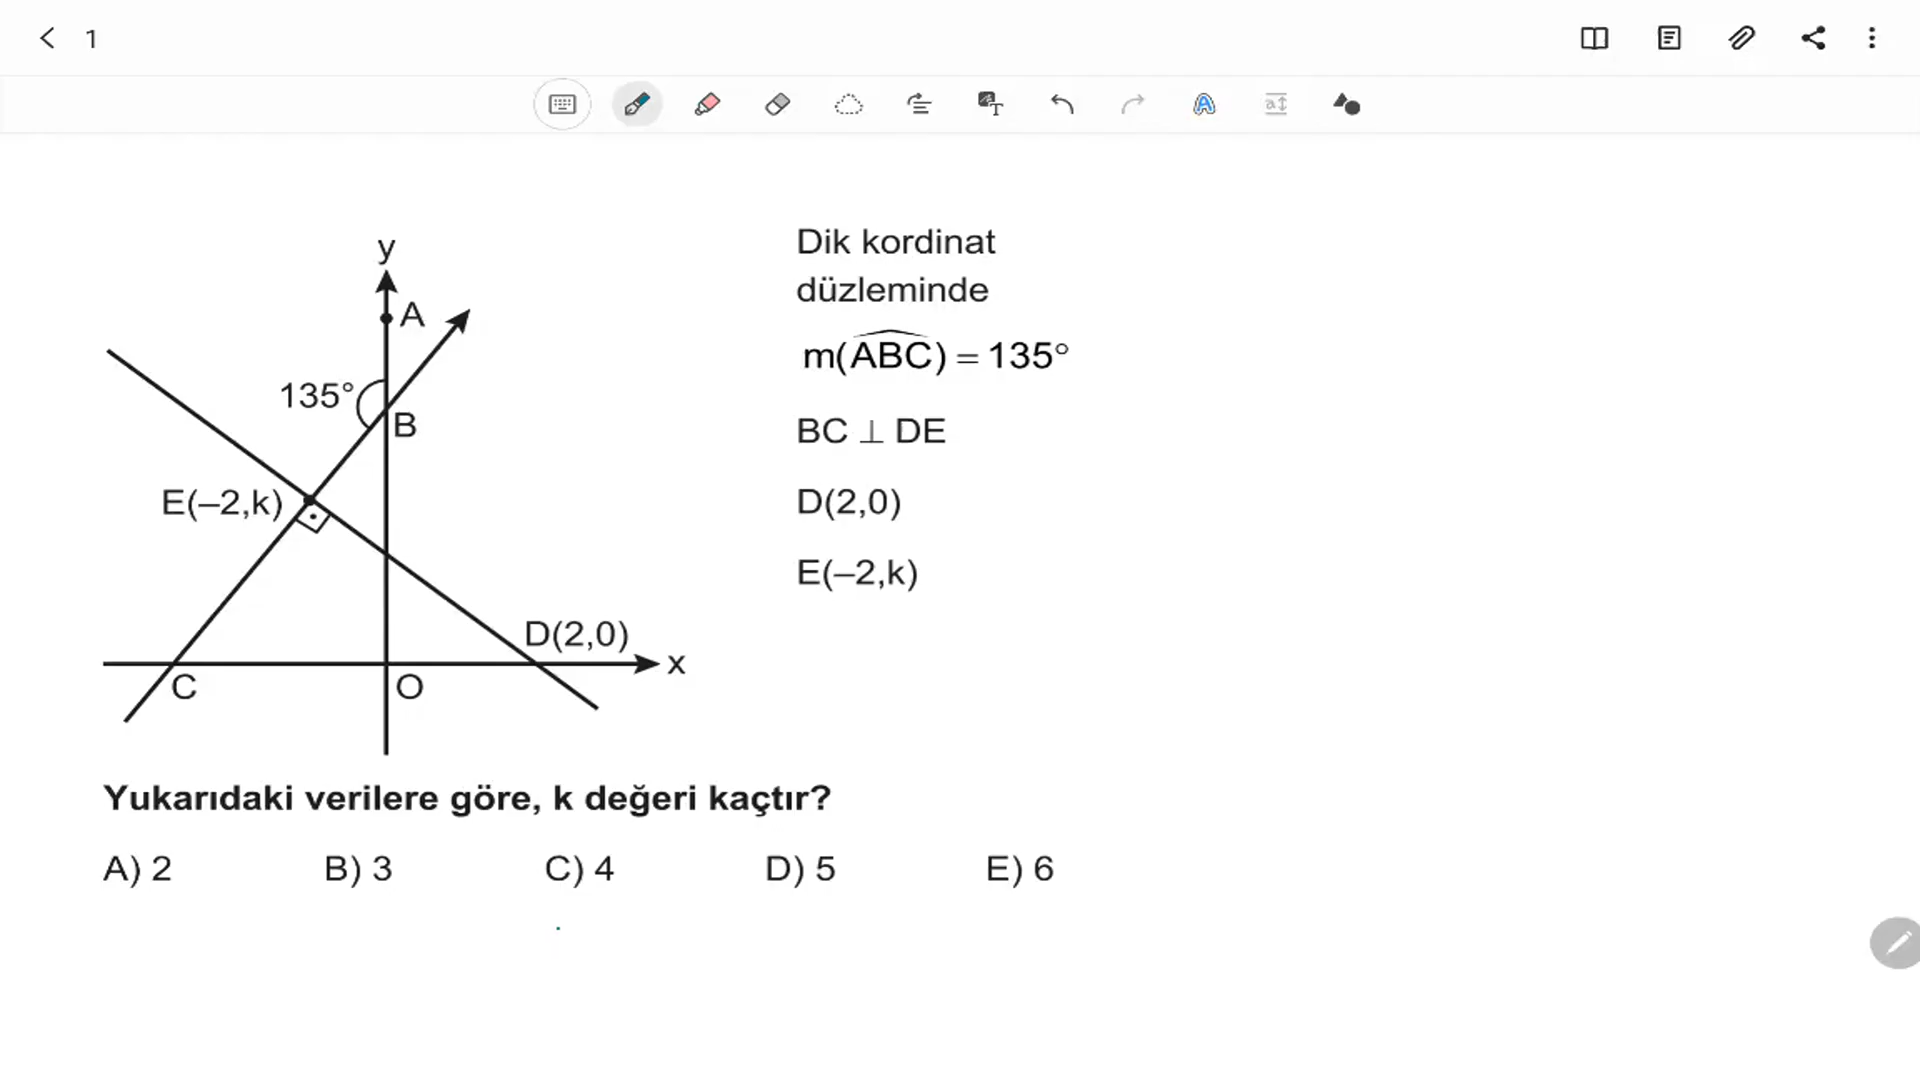 1
y
A
135°
B
E(–2,k)
D(2,0)
x
C
O
Dik kordinat
düzleminde
m(ABC) = 135°
BC ⊥ DE
D(2,0)
E(–2,k)
Yukarıdaki verilere göre, k değeri kaçtır?
A) 2 B) 3 C) 4 D) 5 E) 6